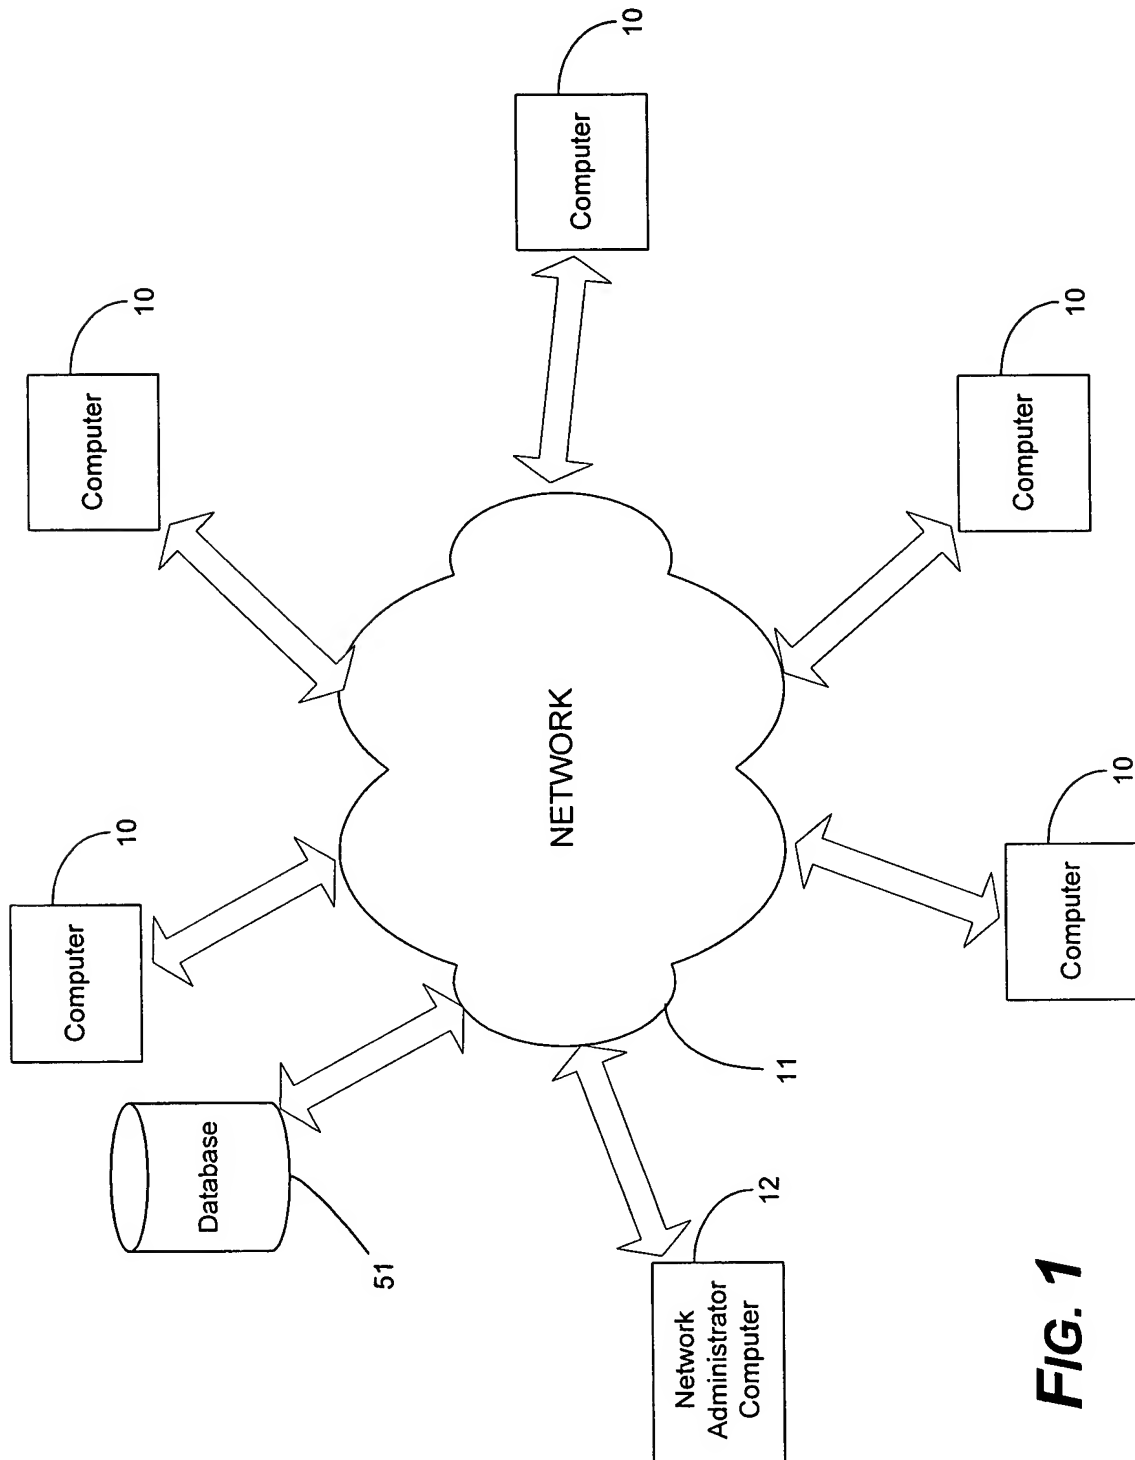 Computer
10
Computer
10
Database
51
NETWORK
Computer
10
Network
Administrator
Computer
12
11
Computer
10
Computer
10
FIG. 1